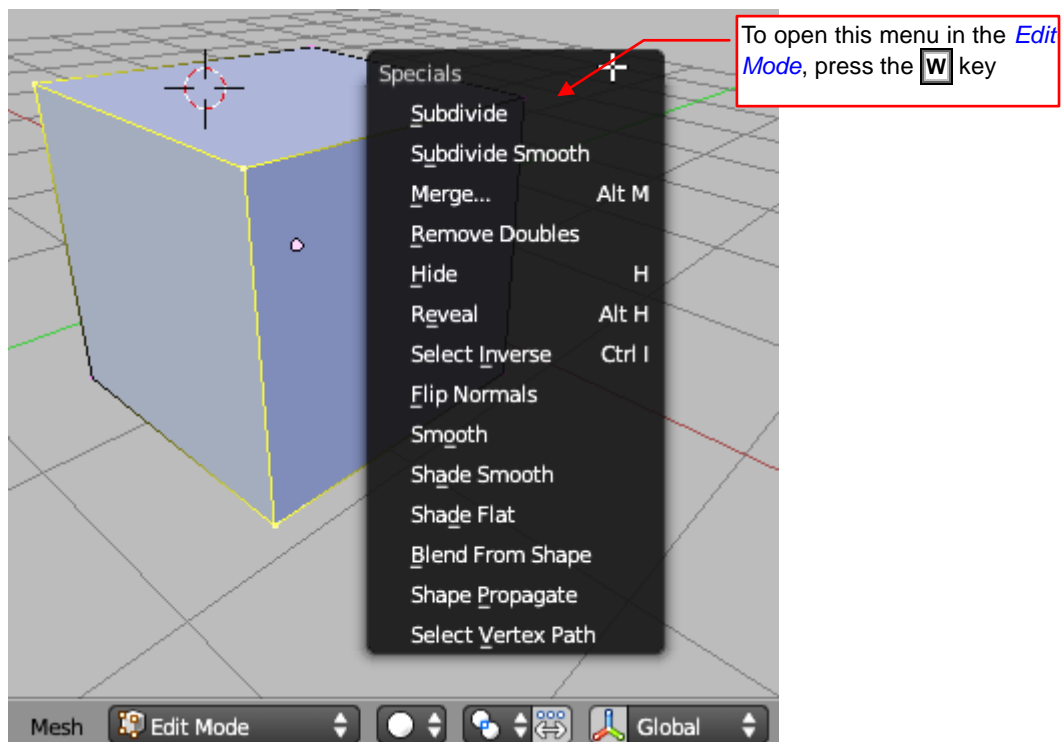 To open this menu in the Edit
Mode, press the W key
Specials
Subdivide
Subdivide Smooth
Merge... Alt M
Remove Doubles
Hide H
Reveal Alt H
Select Inverse Ctrl I
Flip Normals
Smooth
Shade Smooth
Shade Flat
Blend From Shape
Shape Propagate
Select Vertex Path
Mesh Edit Mode Global